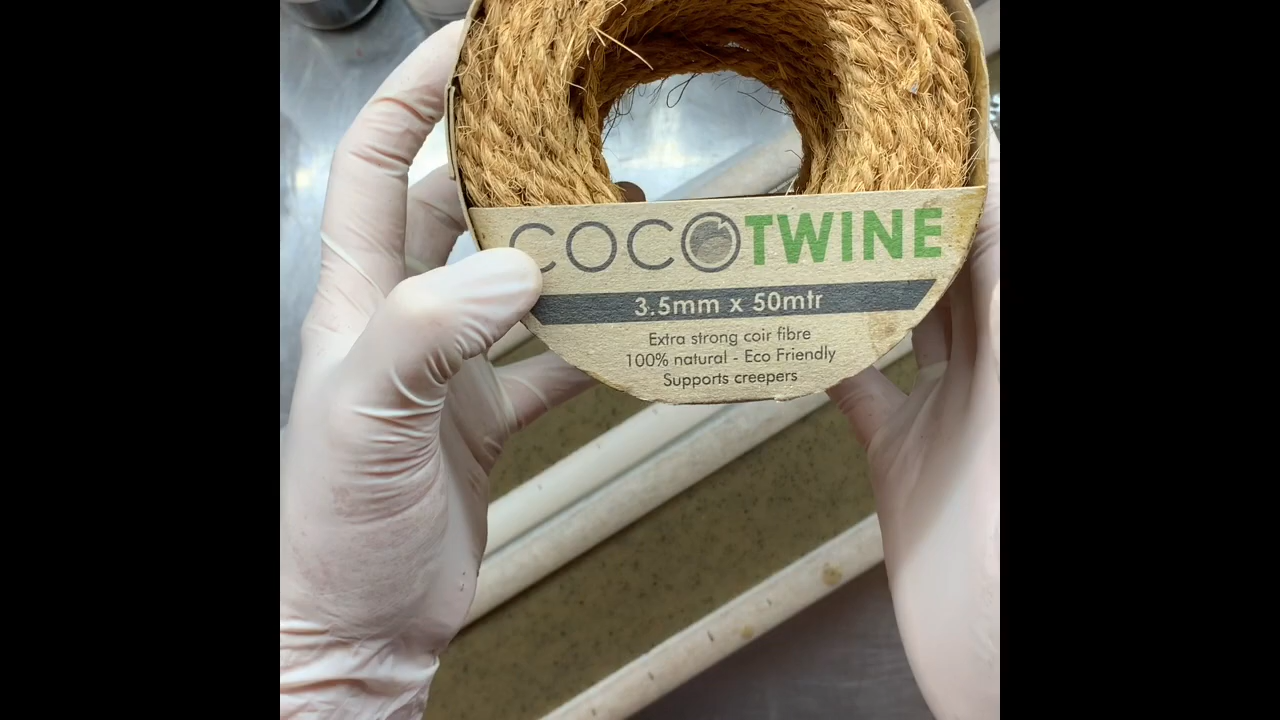 COCOTWINE
3.5mm x 50mtr
Extra strong coir fibre
100% natural - Eco Friendly
Supports creepers